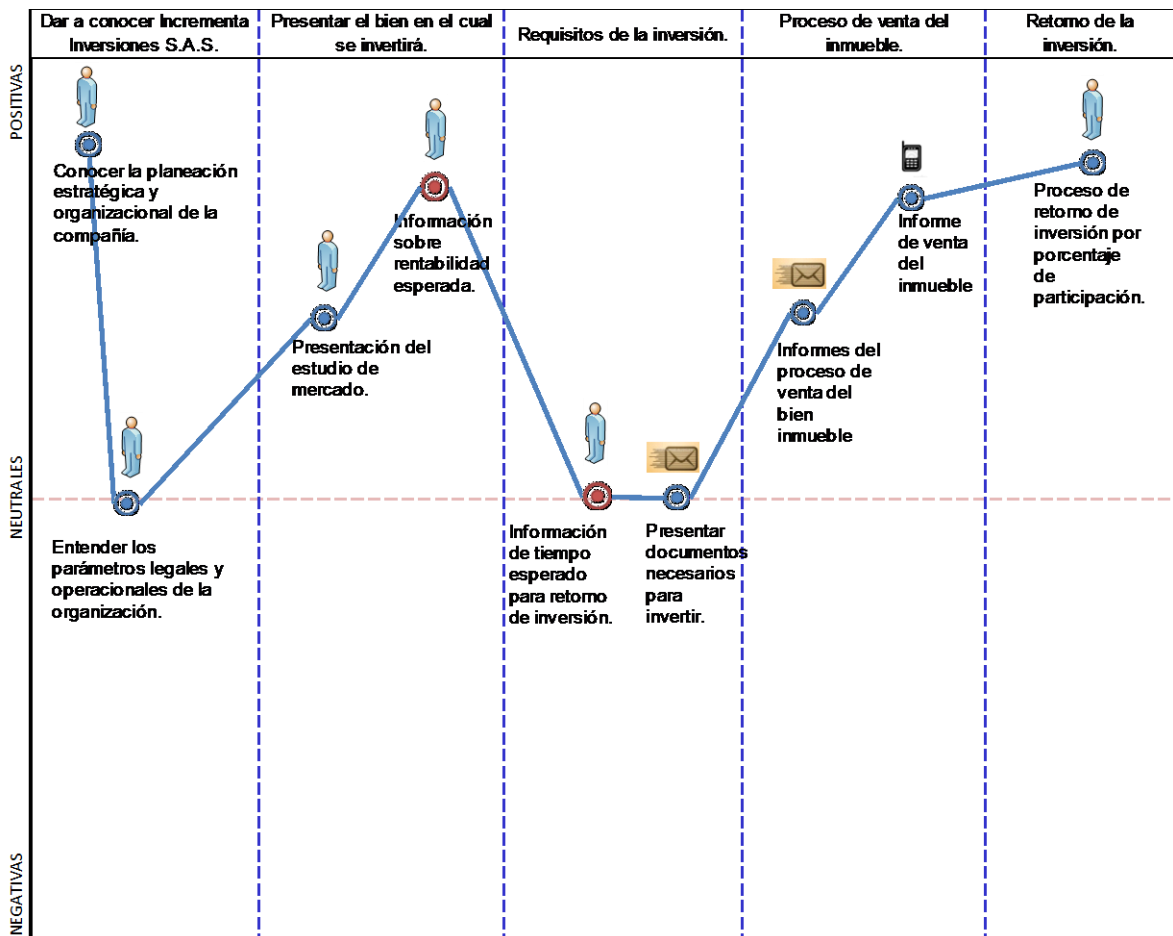 Dar a conocer Incrementa
Inversiones S.A.S.
Presentar el bien en el cual
se invertirá.
Requisitos de la inversión.
Proceso de venta del
inmueble.
Retorno de la
inversión.
POSITIVAS
NEUTRALES
NEGATIVAS
Conocer la planeación
estratégica y
organizacional de la
compañía.
Entender los
parámetros legales y
operacionales de la
organización.
Presentación del
estudio de
mercado.
Información
sobre
rentabilidad
esperada.
Información
de tiempo
esperado
para retorno
de inversión.
Presentar
documentos
necesarios
para
invertir.
Informes del
proceso de
venta del
bien
inmueble
Informe
de venta
del
inmueble
Proceso de
retorno de
inversión por
porcentaje
de
participación.